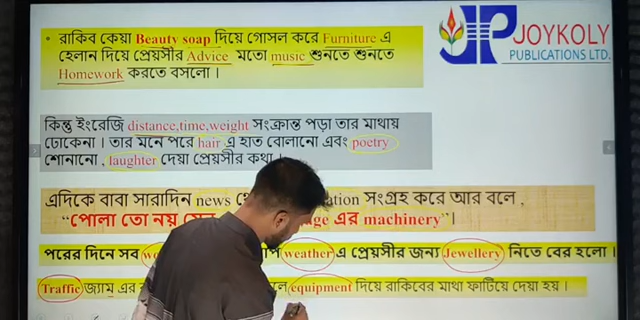 • রাকিব কেয়া Beauty soap দিয়ে গোসল করে Furniture এ
হেলান দিয়ে প্রেয়সীর Advice মতো music শুনতে শুনতে
Homework করতে বসলো ।
JP JOYKOLY
PUBLICATIONS LTD.
কিন্তু ইংরেজি distance,time,weight সংক্রান্ত পড়া তার মাথায়
ঢোকেনা । তার মনে পরে hair এ হাত বোলানো এবং poetry
শোনানো , laughter দেয়া প্রেয়সীর কথা ।
এদিকে বাবা সারাদিন news সংগ্রহ করে আর বলে ,
“পোলা তো নয় এর machinery”।
পরের দিনে সব weather এ প্রেয়সীর জন্য Jewellery নিতে বের হলো ।
Traffic জ্যাম এর equipment দিয়ে রাকিবের মাথা ফাটিয়ে দেয়া হয় ।